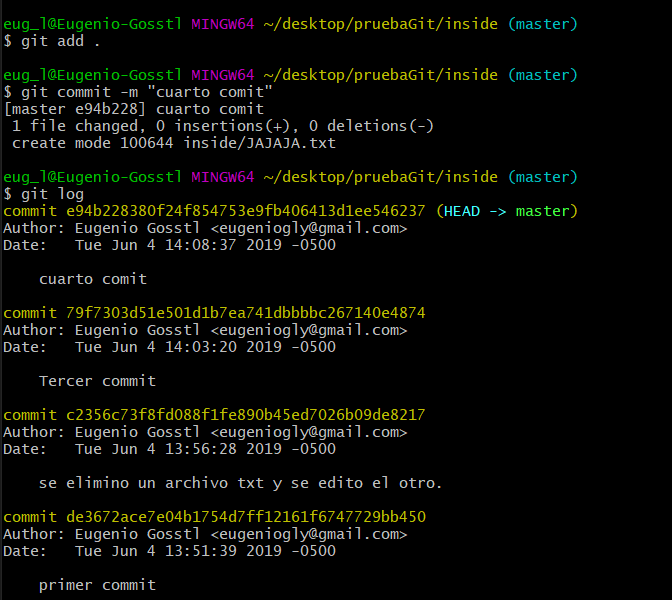 eug_l@Eugenio-Gosstl MINGW64 ~/desktop/pruebaGit/inside (master)
$ git add .
eug_l@Eugenio-Gosstl MINGW64 ~/desktop/pruebaGit/inside (master)
$ git commit -m "cuarto comit"
[master e94b228] cuarto comit
 1 file changed, 0 insertions(+), 0 deletions(-)
 create mode 100644 inside/JAJAJA.txt
eug_l@Eugenio-Gosstl MINGW64 ~/desktop/pruebaGit/inside (master)
$ git log
commit e94b228380f24f854753e9fb406413d1ee546237 (HEAD -> master)
Author: Eugenio Gosstl <eugeniogly@gmail.com>
Date:   Tue Jun 4 14:08:37 2019 -0500
    cuarto comit
commit 79f7303d51e501d1b7ea741dbbbbc267140e4874
Author: Eugenio Gosstl <eugeniogly@gmail.com>
Date:   Tue Jun 4 14:03:20 2019 -0500
    Tercer commit
commit c2356c73f8fd088f1fe890b45ed7026b09de8217
Author: Eugenio Gosstl <eugeniogly@gmail.com>
Date:   Tue Jun 4 13:56:28 2019 -0500
    se elimino un archivo txt y se edito el otro.
commit de3672ace7e04b1754d7ff12161f6747729bb450
Author: Eugenio Gosstl <eugeniogly@gmail.com>
Date:   Tue Jun 4 13:51:39 2019 -0500
    primer commit